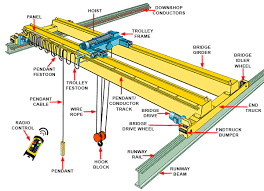 HOIST
DOWNSHOP
CONDUCTORS
PANEL
TROLLEY
FRAME
PENDANT
FESTOON
TROLLEY
FESTOON
BRIDGE
GIRDER
BRIDGE
IDLER
WHEEL
PENDANT
CABLE
WIRE
ROPE
PENDANT/
CONDUCTOR
TRACK
END
TRUCK
BRIDGE
DRIVE
BRIDGE
DRIVE WHEEL
ENDTRUCK
BUMPER
RADIO
CONTROL
PENDANT
HOOK
BLOCK
RUNWAY
RAIL
RUNWAY
BEAM